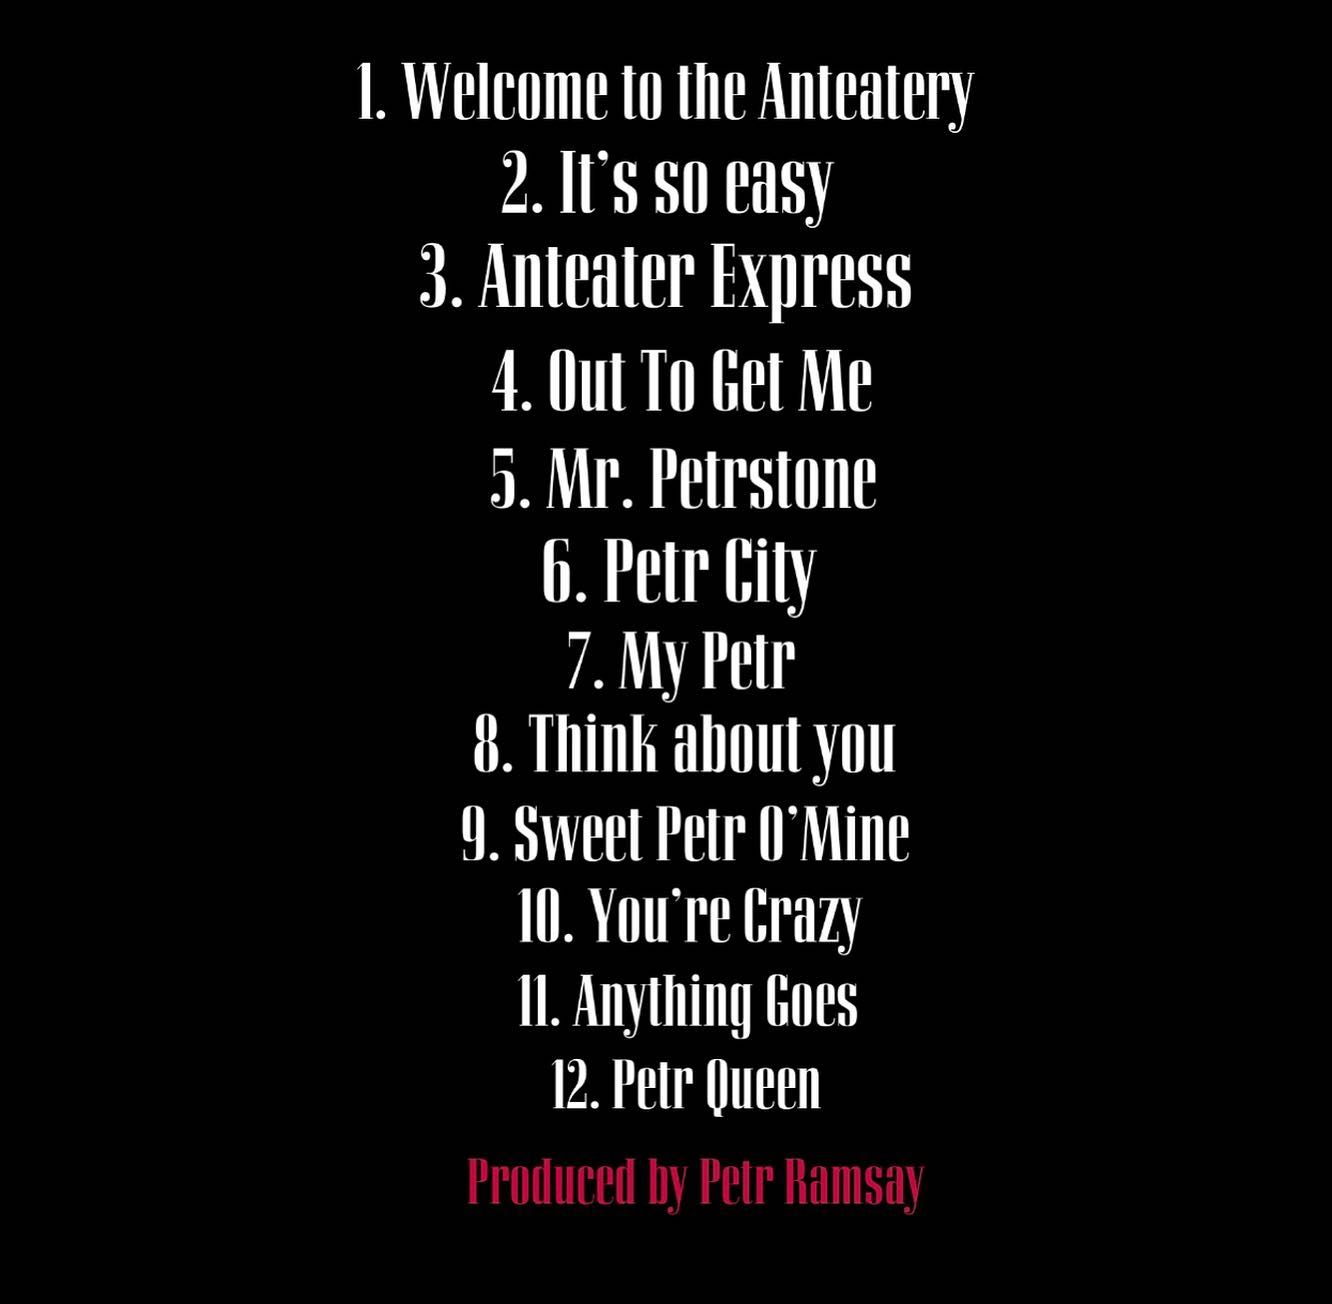 1. Welcome to the Anteatery
2. It’s so easy
3. Anteater Express
4. Out To Get Me
5. Mr. Petrstone
6. Petr City
7. My Petr
8. Think about you
9. Sweet Petr O’Mine
10. You’re Crazy
11. Anything Goes
12. Petr Queen
Produced by Petr Ramsay